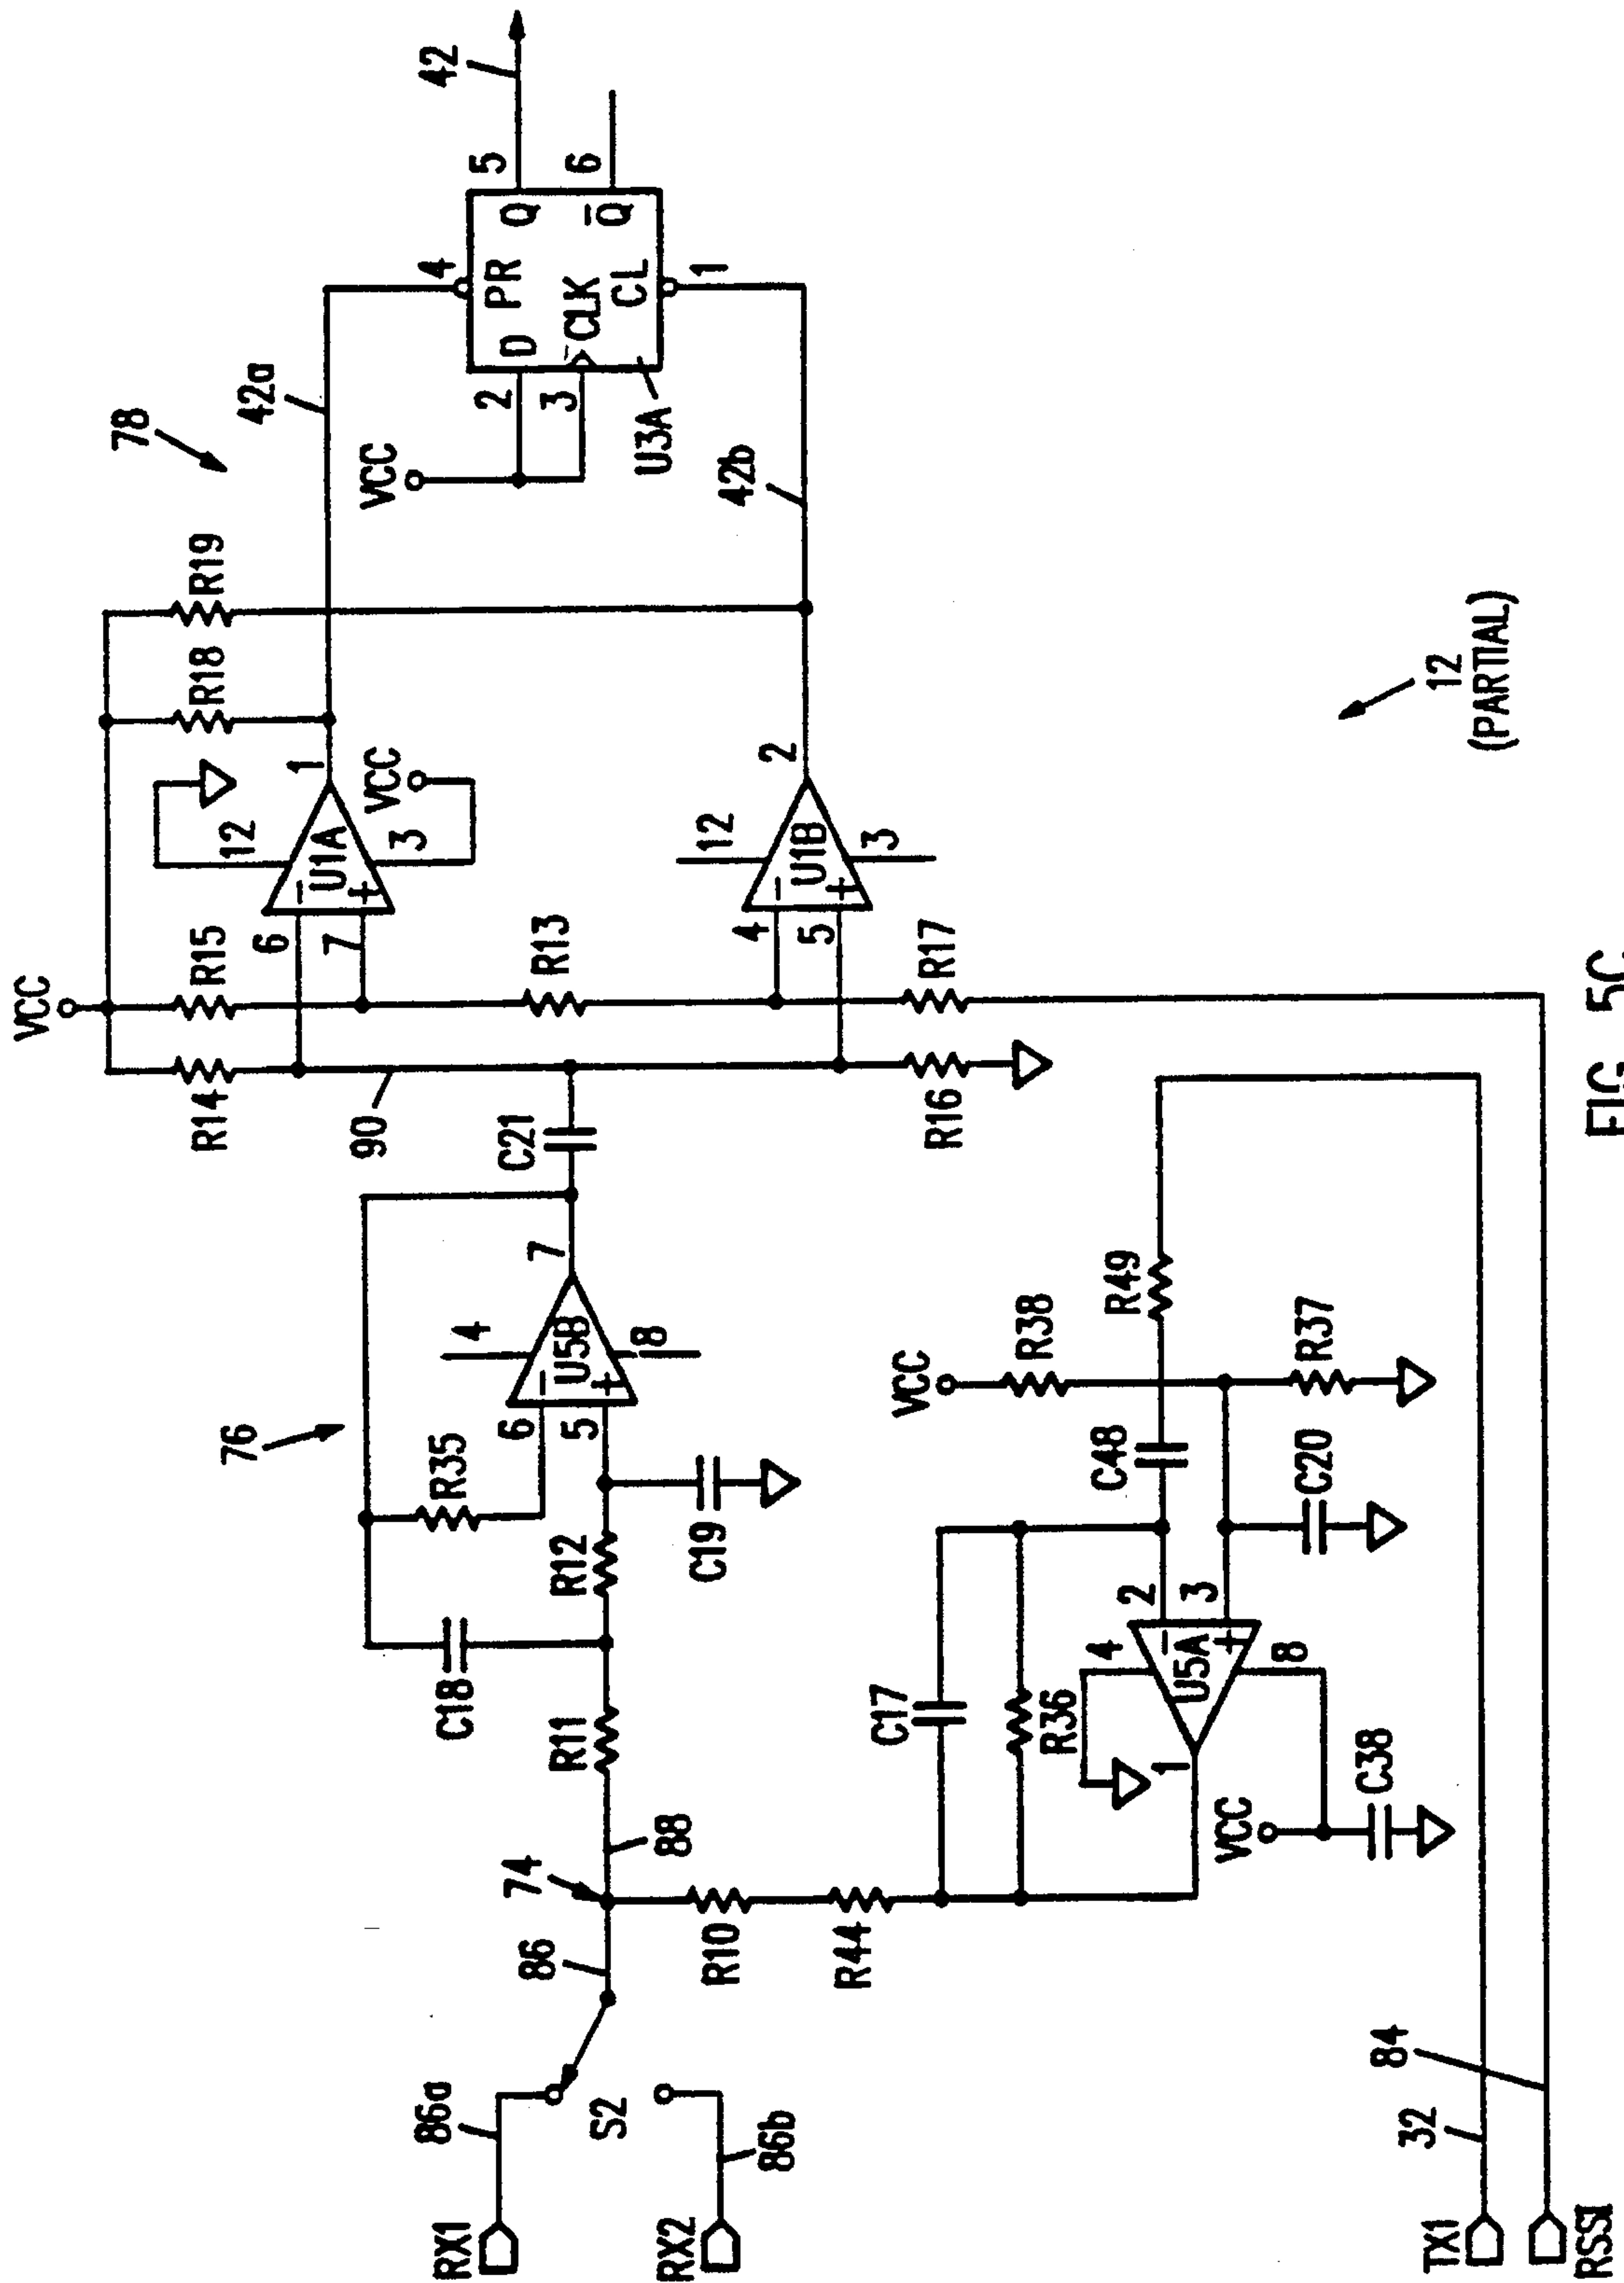 VCC
78
42
42a
R14
R15
R18
R19
12
1
VCC
VCC
4
5
6
7
U1A
−
+
3
2
3
D
PR
Q
CLK
CL
Q̅
6
1
U3A
90
R13
42b
76
C21
12
2
4
5
U1B
−
+
3
R16
R17
C18
R35
4
7
6
5
U5B
−
+
8
R11
R12
C19
RX1
86a
S2
RX2
86b
86
74
88
R10
R44
C17
R36
4
1
2
3
U5A
−
+
8
VCC
C38
C48
R49
VCC
R38
C20
R37
TX1
32
84
RSSI
12
(PARTIAL)
FIG. 5C